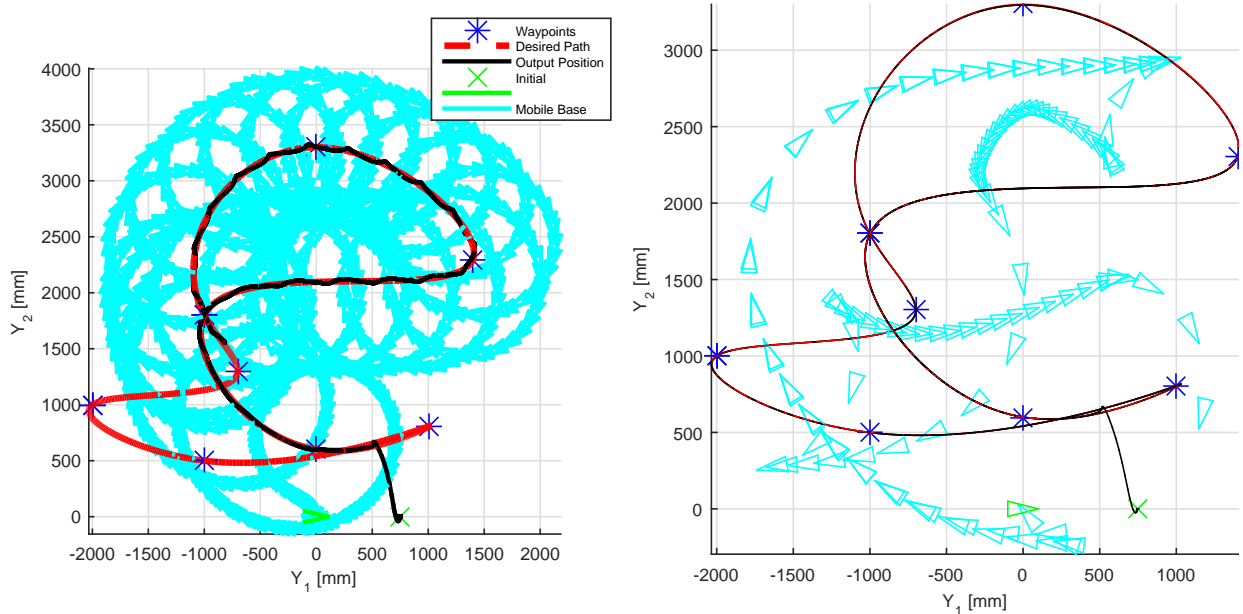 Waypoints
Desired Path
Output Position
Initial
Mobile Base
4000
3500
3000
2500
2000
1500
1000
500
0
Y2 [mm]
-2000 -1500 -1000 -500 0 500 1000 1500 2000
Y1 [mm]
3000
2500
2000
1500
1000
500
0
Y2 [mm]
-2000 -1500 -1000 -500 0 500 1000
Y1 [mm]